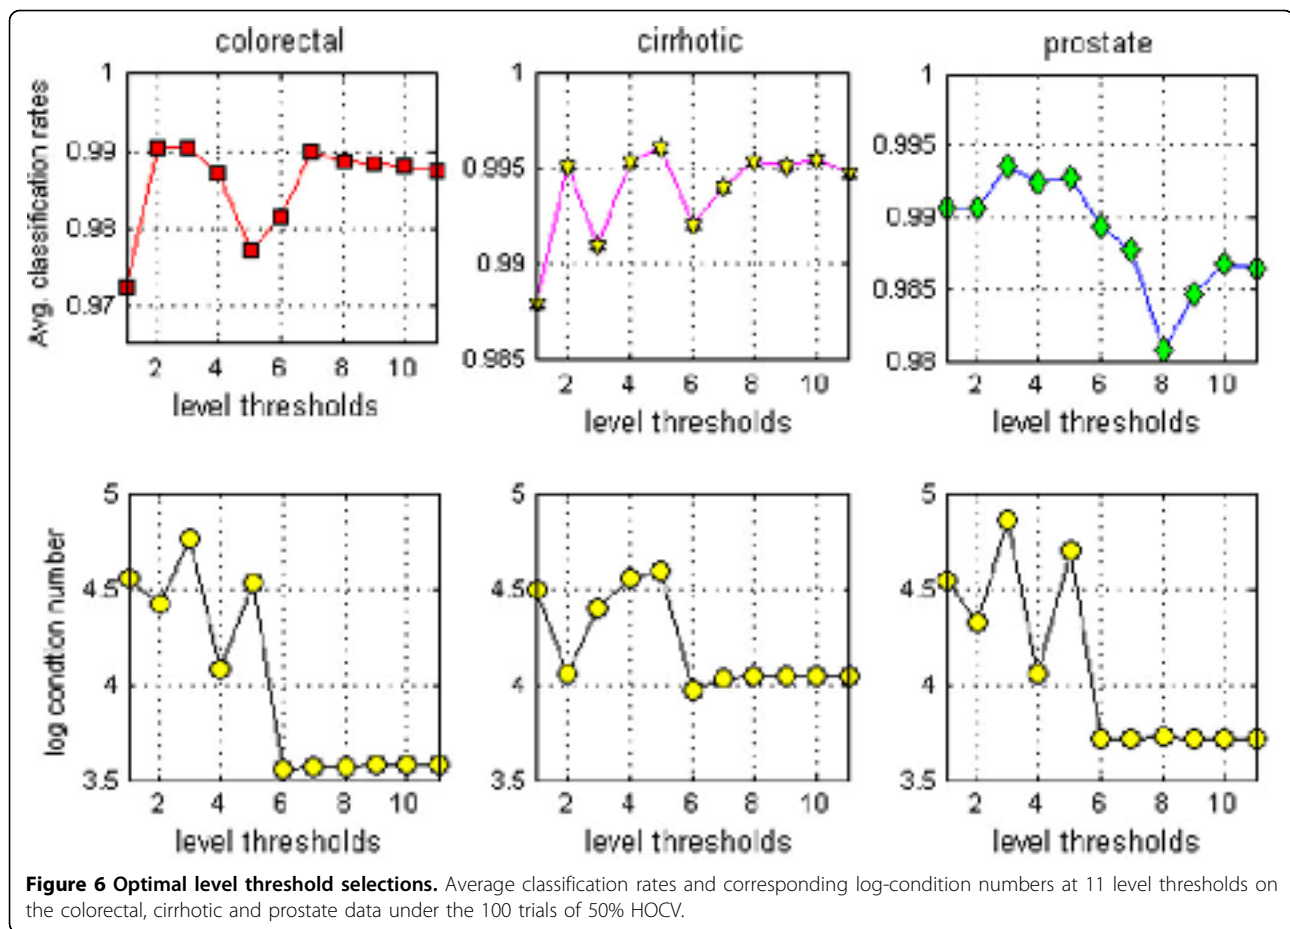 colorectal
cirrhotic
prostate
Avg. classification rates
1
0.99
0.98
0.97
2 4 6 8 10
level thresholds
1
0.995
0.99
0.985
2 4 6 8 10
level thresholds
1
0.995
0.99
0.985
0.98
2 4 6 8 10
level thresholds
log condtion number
5
4.5
4
3.5
2 4 6 8 10
level thresholds
5
4.5
4
3.5
2 4 6 8 10
level thresholds
5
4.5
4
3.5
2 4 6 8 10
level thresholds
Figure 6 Optimal level threshold selections. Average classification rates and corresponding log-condition numbers at 11 level thresholds on
the colorectal, cirrhotic and prostate data under the 100 trials of 50% HOCV.